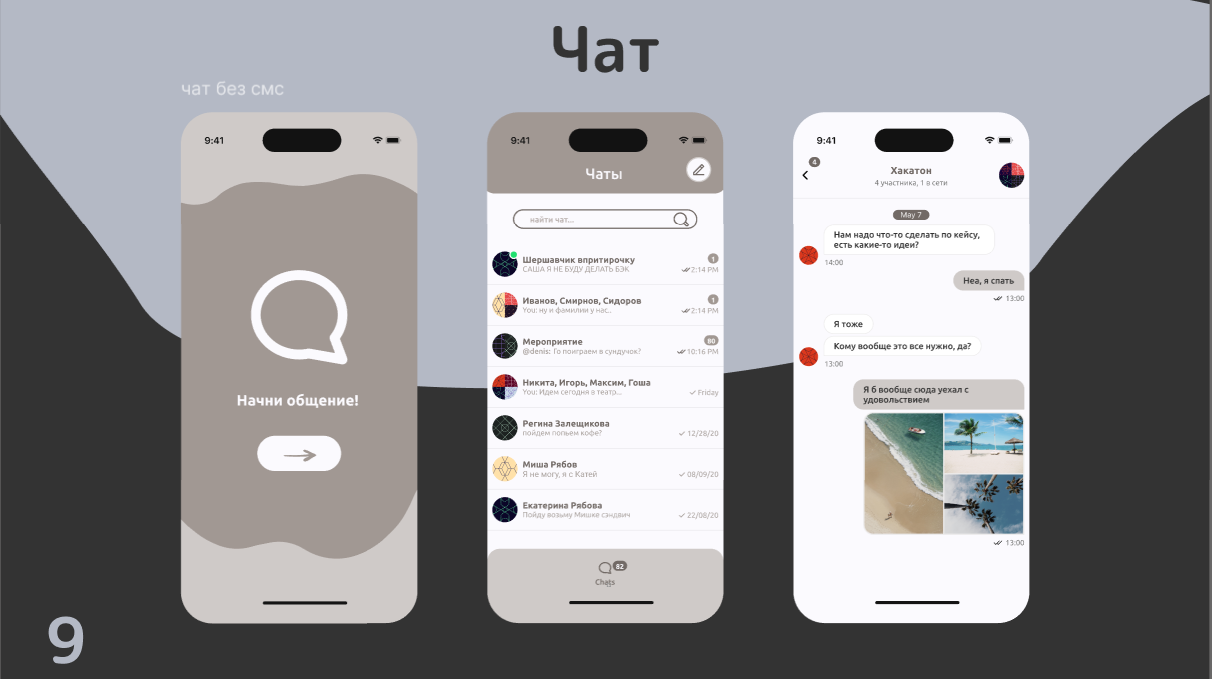 Чат
чат без смс
9:41
Начни общение!
9:41
Чаты
найти чат...
Шершавчик впритирочку
1
САША Я НЕ БУДУ ДЕЛАТЬ БЭК
2:14 PM
Иванов, Смирнов, Сидоров
1
You: ну и фамилии у нас..
2:14 PM
Мероприятие
80
@denis: Го поиграем в сундучок?
10:16 PM
Никита, Игорь, Максим, Гоша
You: Идем сегодня в театр...
Friday
Регина Залещикова
пойдем попьем кофе?
12/28/20
Миша Рябов
Я не могу, я с Катей
08/09/20
Екатерина Рябова
Пойду возьму Мишке сэндвич
22/08/20
82
Chats
9:41
4
Хакатон
4 участника, 1 в сети
May 7
Нам надо что-то сделать по кейсу,
есть какие-то идеи?
14:00
Неа, я спать
13:00
Я тоже
Кому вообще это все нужно, да?
13:00
Я б вообще сюда уехал с
удовольствием
13:00
9